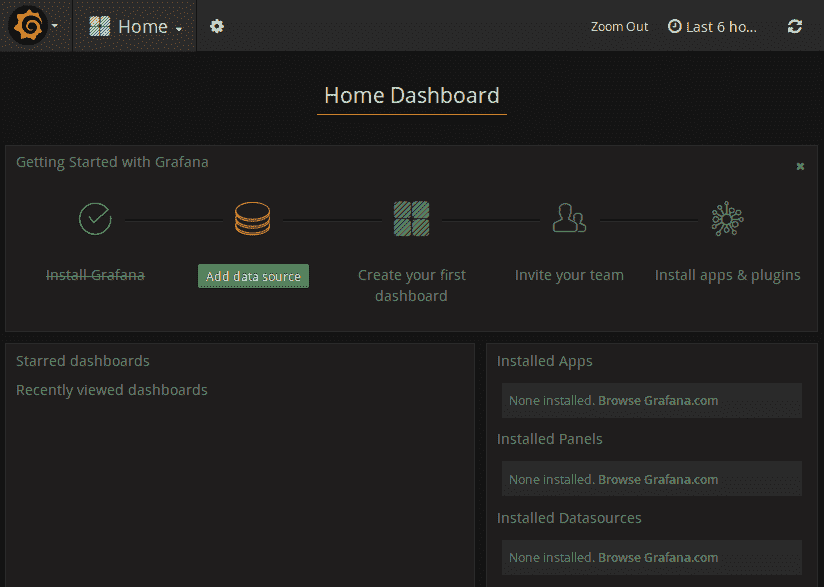 Home
Zoom Out
Last 6 ho...
Home Dashboard
Getting Started with Grafana
Install Grafana
Add data source
Create your first
dashboard
Invite your team
Install apps & plugins
Starred dashboards
Recently viewed dashboards
Installed Apps
None installed. Browse Grafana.com
Installed Panels
None installed. Browse Grafana.com
Installed Datasources
None installed. Browse Grafana.com